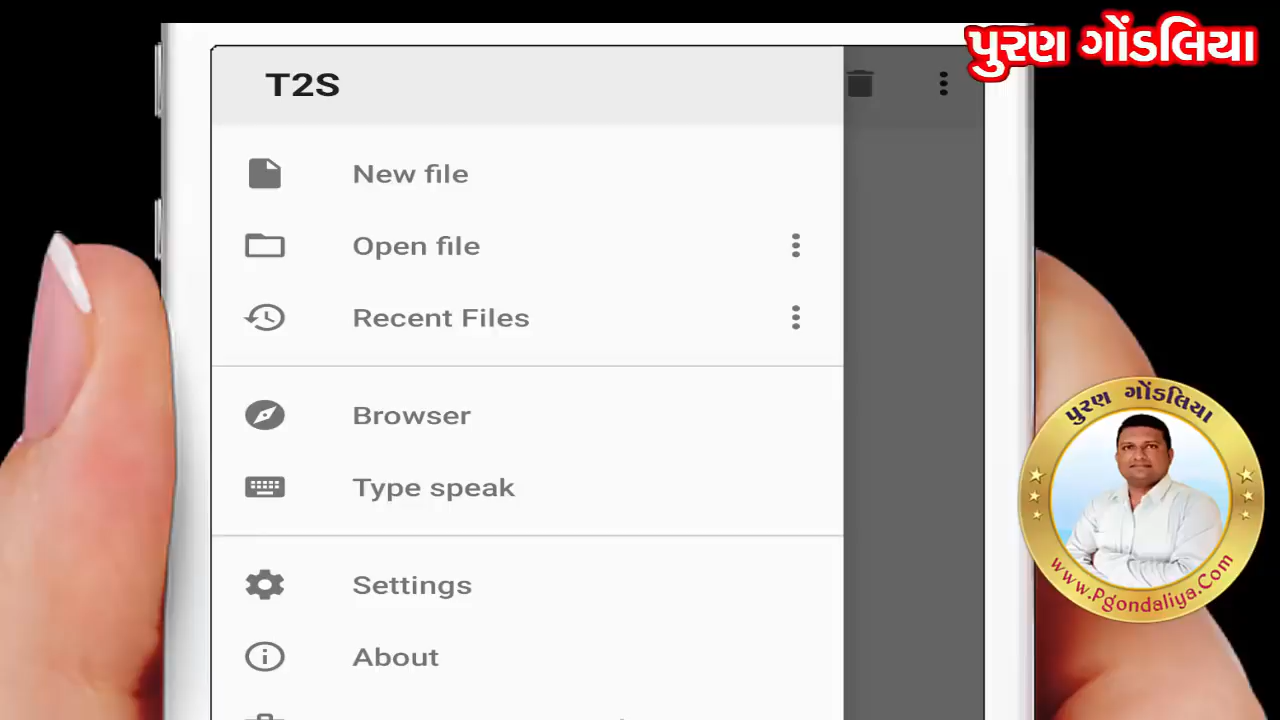 પુરણ ગોંડલિયા
T2S
New file
Open file
Recent Files
Browser
Type speak
Settings
About
પુરણ ગોંડલિયા
www.Pgondaliya.Com